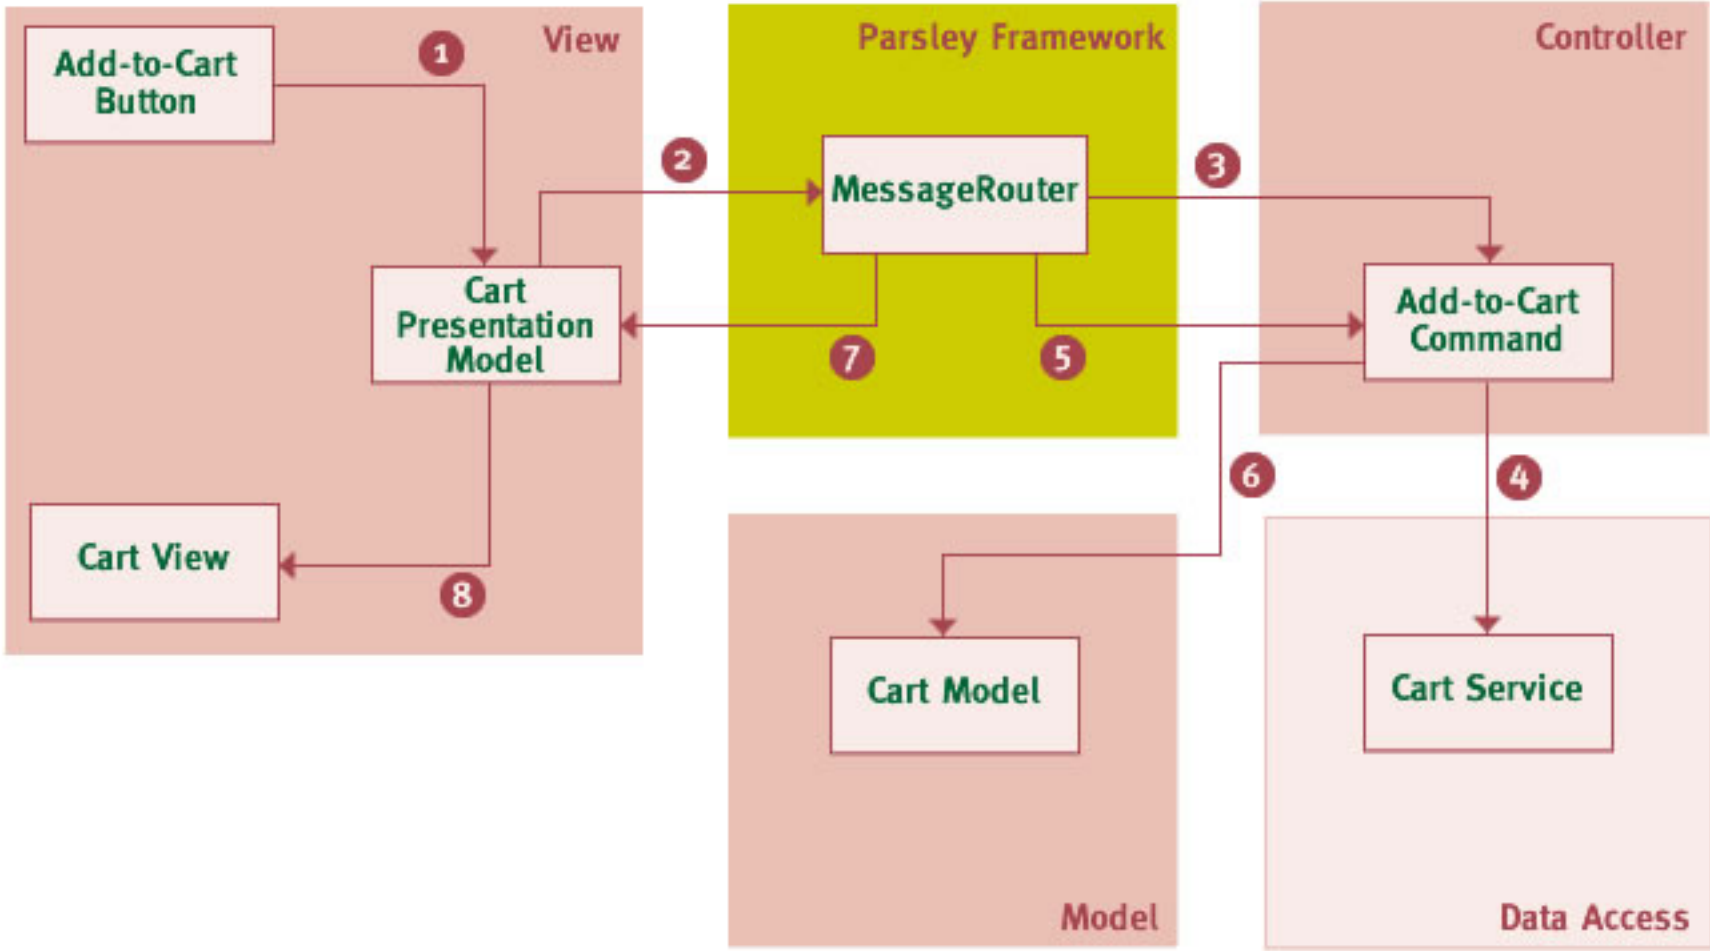 View
Add-to-Cart
Button
1
Cart
Presentation
Model
Cart View
8
2
Parsley Framework
MessageRouter
7
5
3
Controller
Add-to-Cart
Command
6
4
Cart Model
Model
Cart Service
Data Access